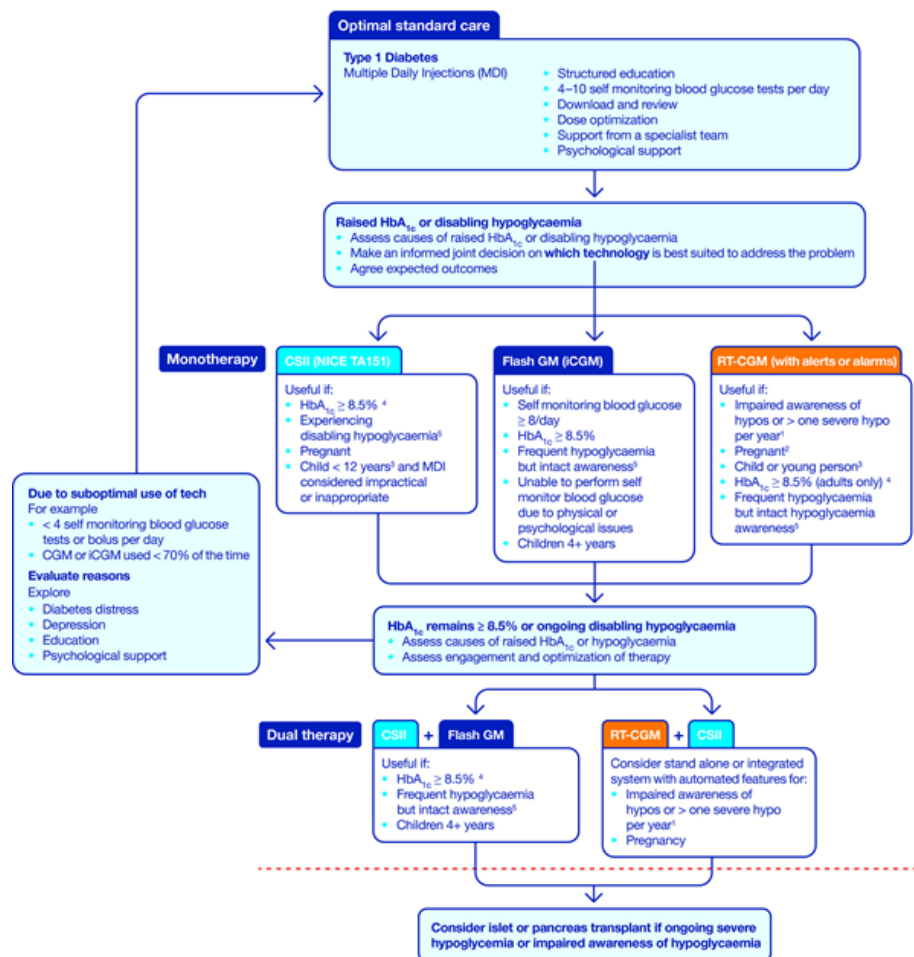 Optimal standard care
Type 1 Diabetes
Multiple Daily Injections (MDI)
• Structured education
• 4–10 self monitoring blood glucose tests per day
• Download and review
• Dose optimization
• Support from a specialist team
• Psychological support
Raised HbA1c or disabling hypoglycaemia
• Assess causes of raised HbA1c or disabling hypoglycaemia
• Make an informed joint decision on which technology is best suited to address the problem
• Agree expected outcomes
Monotherapy
CSII (NICE TA151)
Useful if:
• HbA1c ≥ 8.5% 4
• Experiencing
disabling hypoglycaemia5
• Pregnant
• Child < 12 years3 and MDI
considered impractical
or inappropriate
Flash GM (iCGM)
Useful if:
• Self monitoring blood glucose
≥ 8/day
• HbA1c ≥ 8.5%
• Frequent hypoglycaemia
but intact awareness5
• Unable to perform self
monitor blood glucose
due to physical or
psychological issues
• Children 4+ years
RT-CGM (with alerts or alarms)
Useful if:
• Impaired awareness of
hypos or > one severe hypo
per year1
• Pregnant2
• Child or young person3
• HbA1c ≥ 8.5% (adults only) 4
• Frequent hypoglycaemia
but intact hypoglycaemia
awareness5
Due to suboptimal use of tech
For example
• < 4 self monitoring blood glucose
tests or bolus per day
• CGM or iCGM used < 70% of the time
Evaluate reasons
Explore
• Diabetes distress
• Depression
• Education
• Psychological support
HbA1c remains ≥ 8.5% or ongoing disabling hypoglycaemia
• Assess causes of raised HbA1c or hypoglycaemia
• Assess engagement and optimization of therapy
Dual therapy
CSII + Flash GM
Useful if:
• HbA1c ≥ 8.5% 4
• Frequent hypoglycaemia
but intact awareness5
• Children 4+ years
RT-CGM + CSII
Consider stand alone or integrated
system with automated features for:
• Impaired awareness of
hypos or > one severe hypo
per year1
• Pregnancy
Consider islet or pancreas transplant if ongoing severe
hypoglycemia or impaired awareness of hypoglycaemia